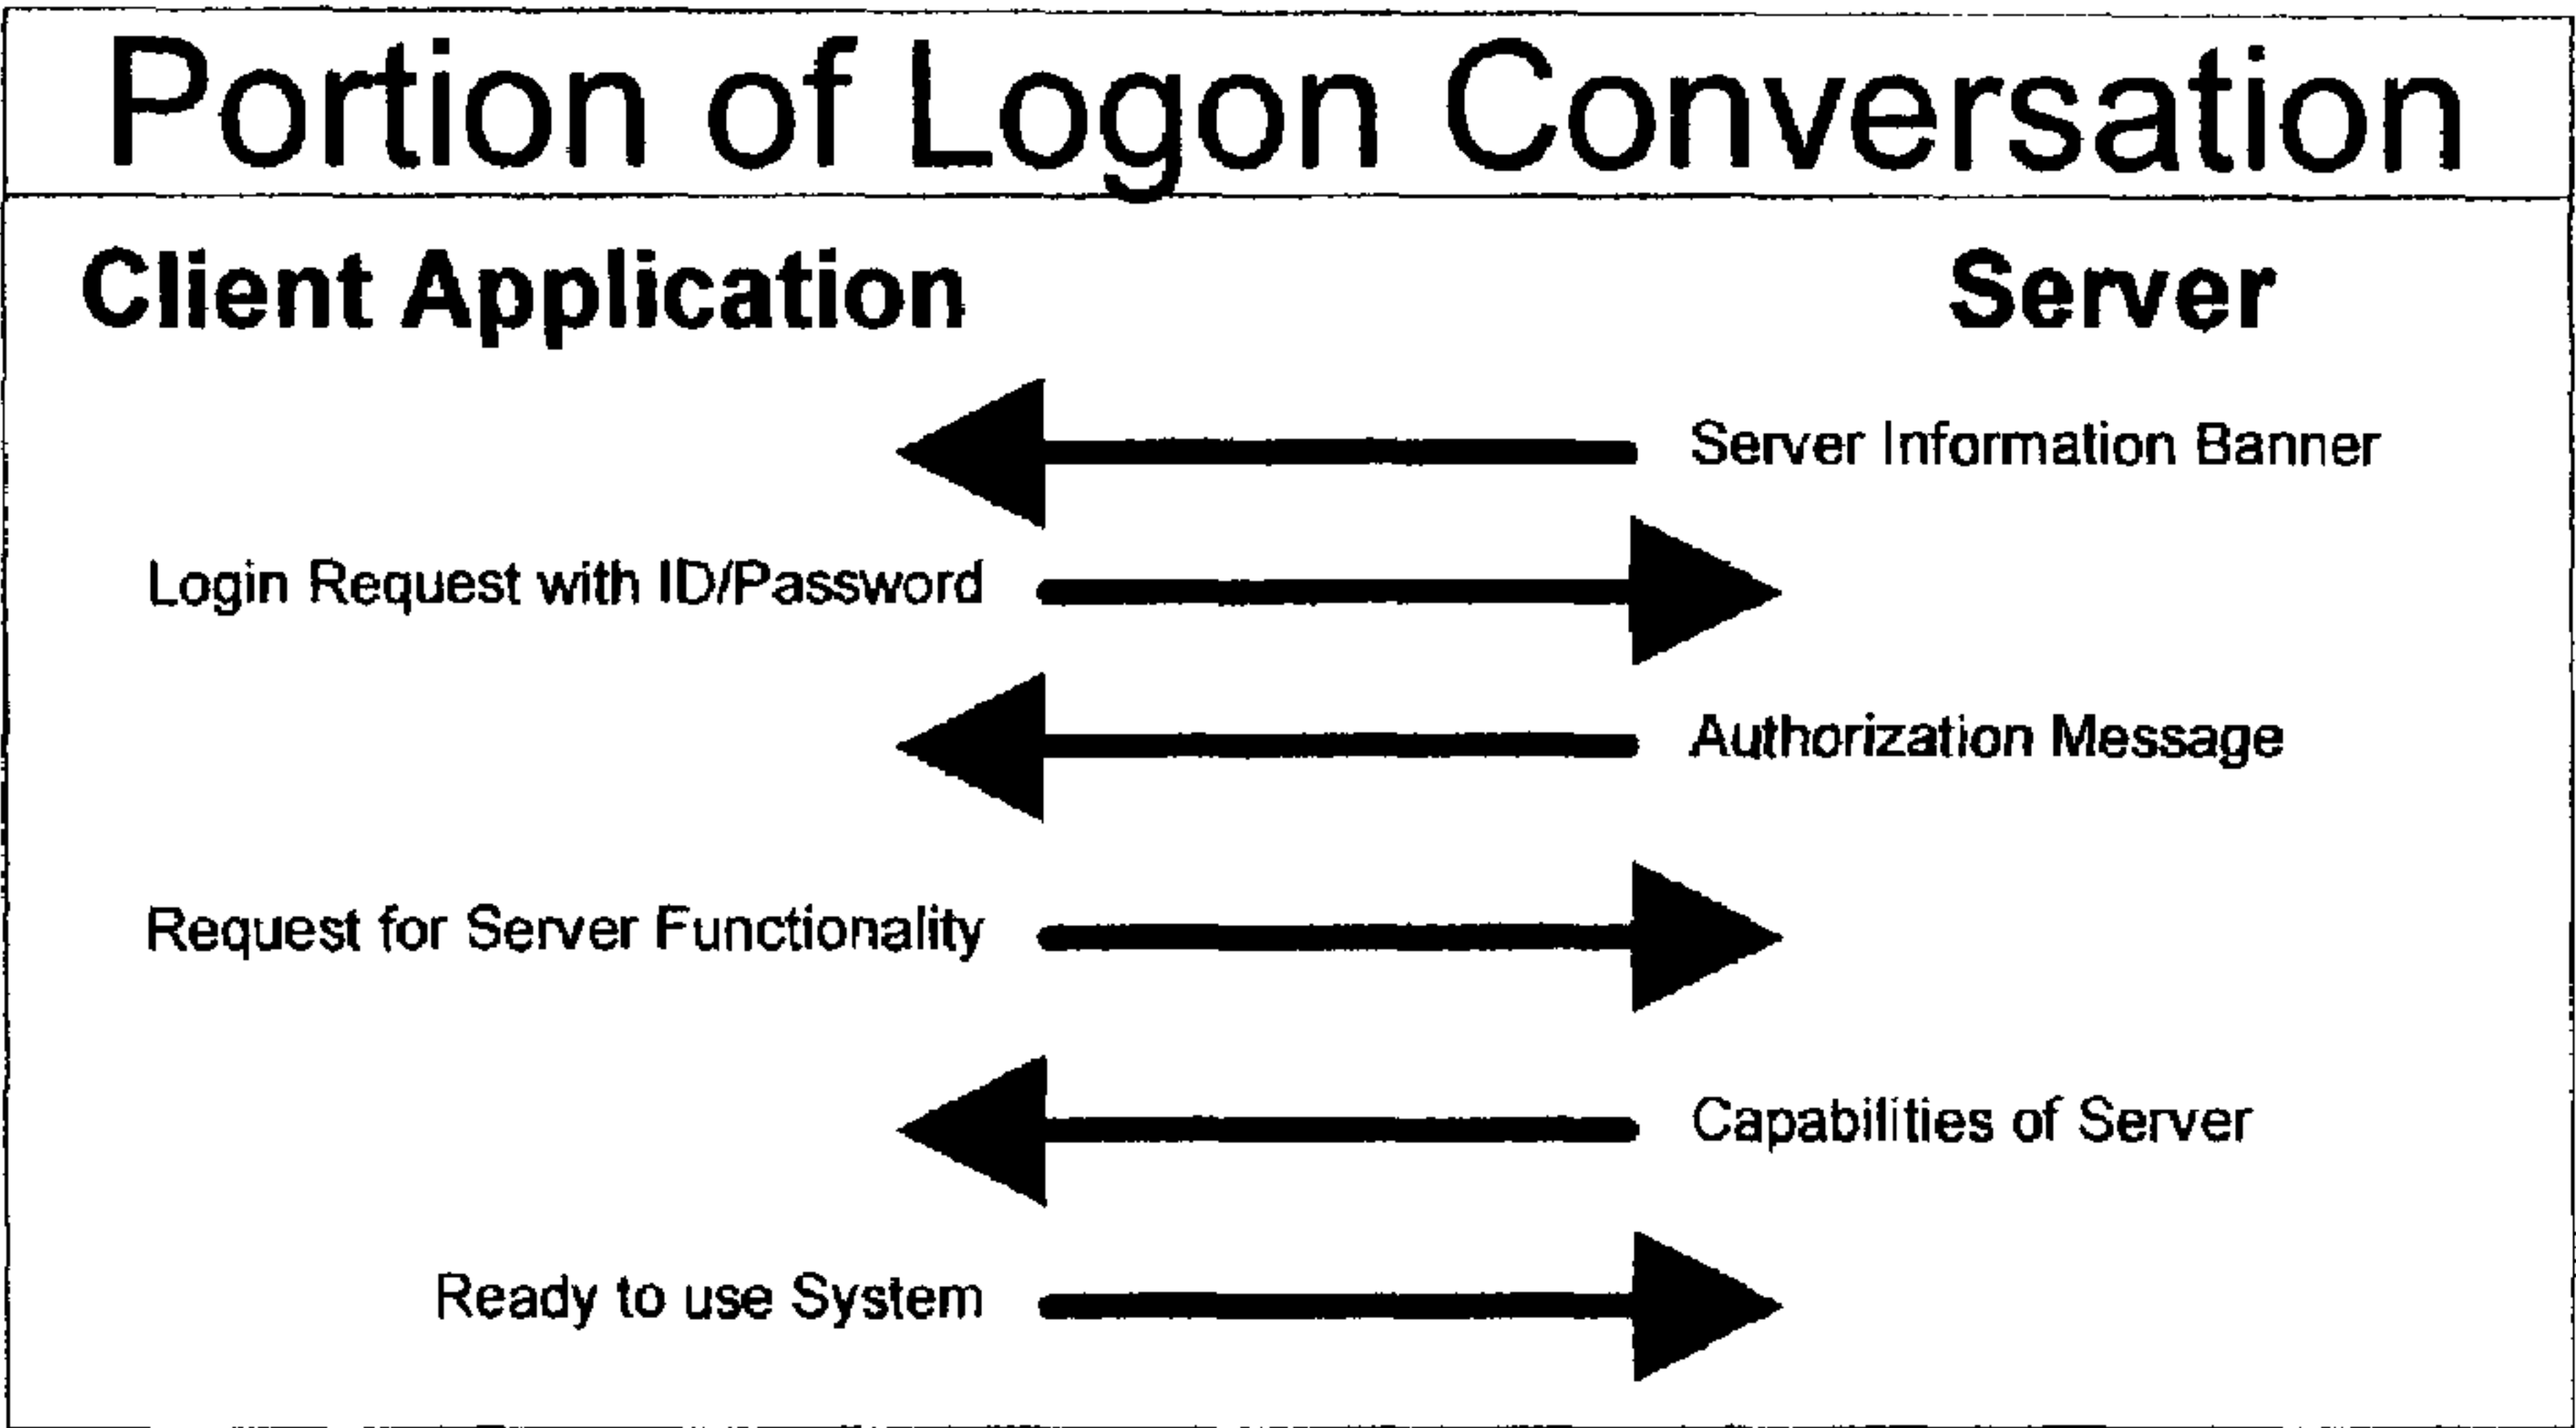 Portion of Logon Conversation
Client Application
Server
Server Information Banner
Login Request with ID/Password
Authorization Message
Request for Server Functionality
Capabilities of Server
Ready to use System